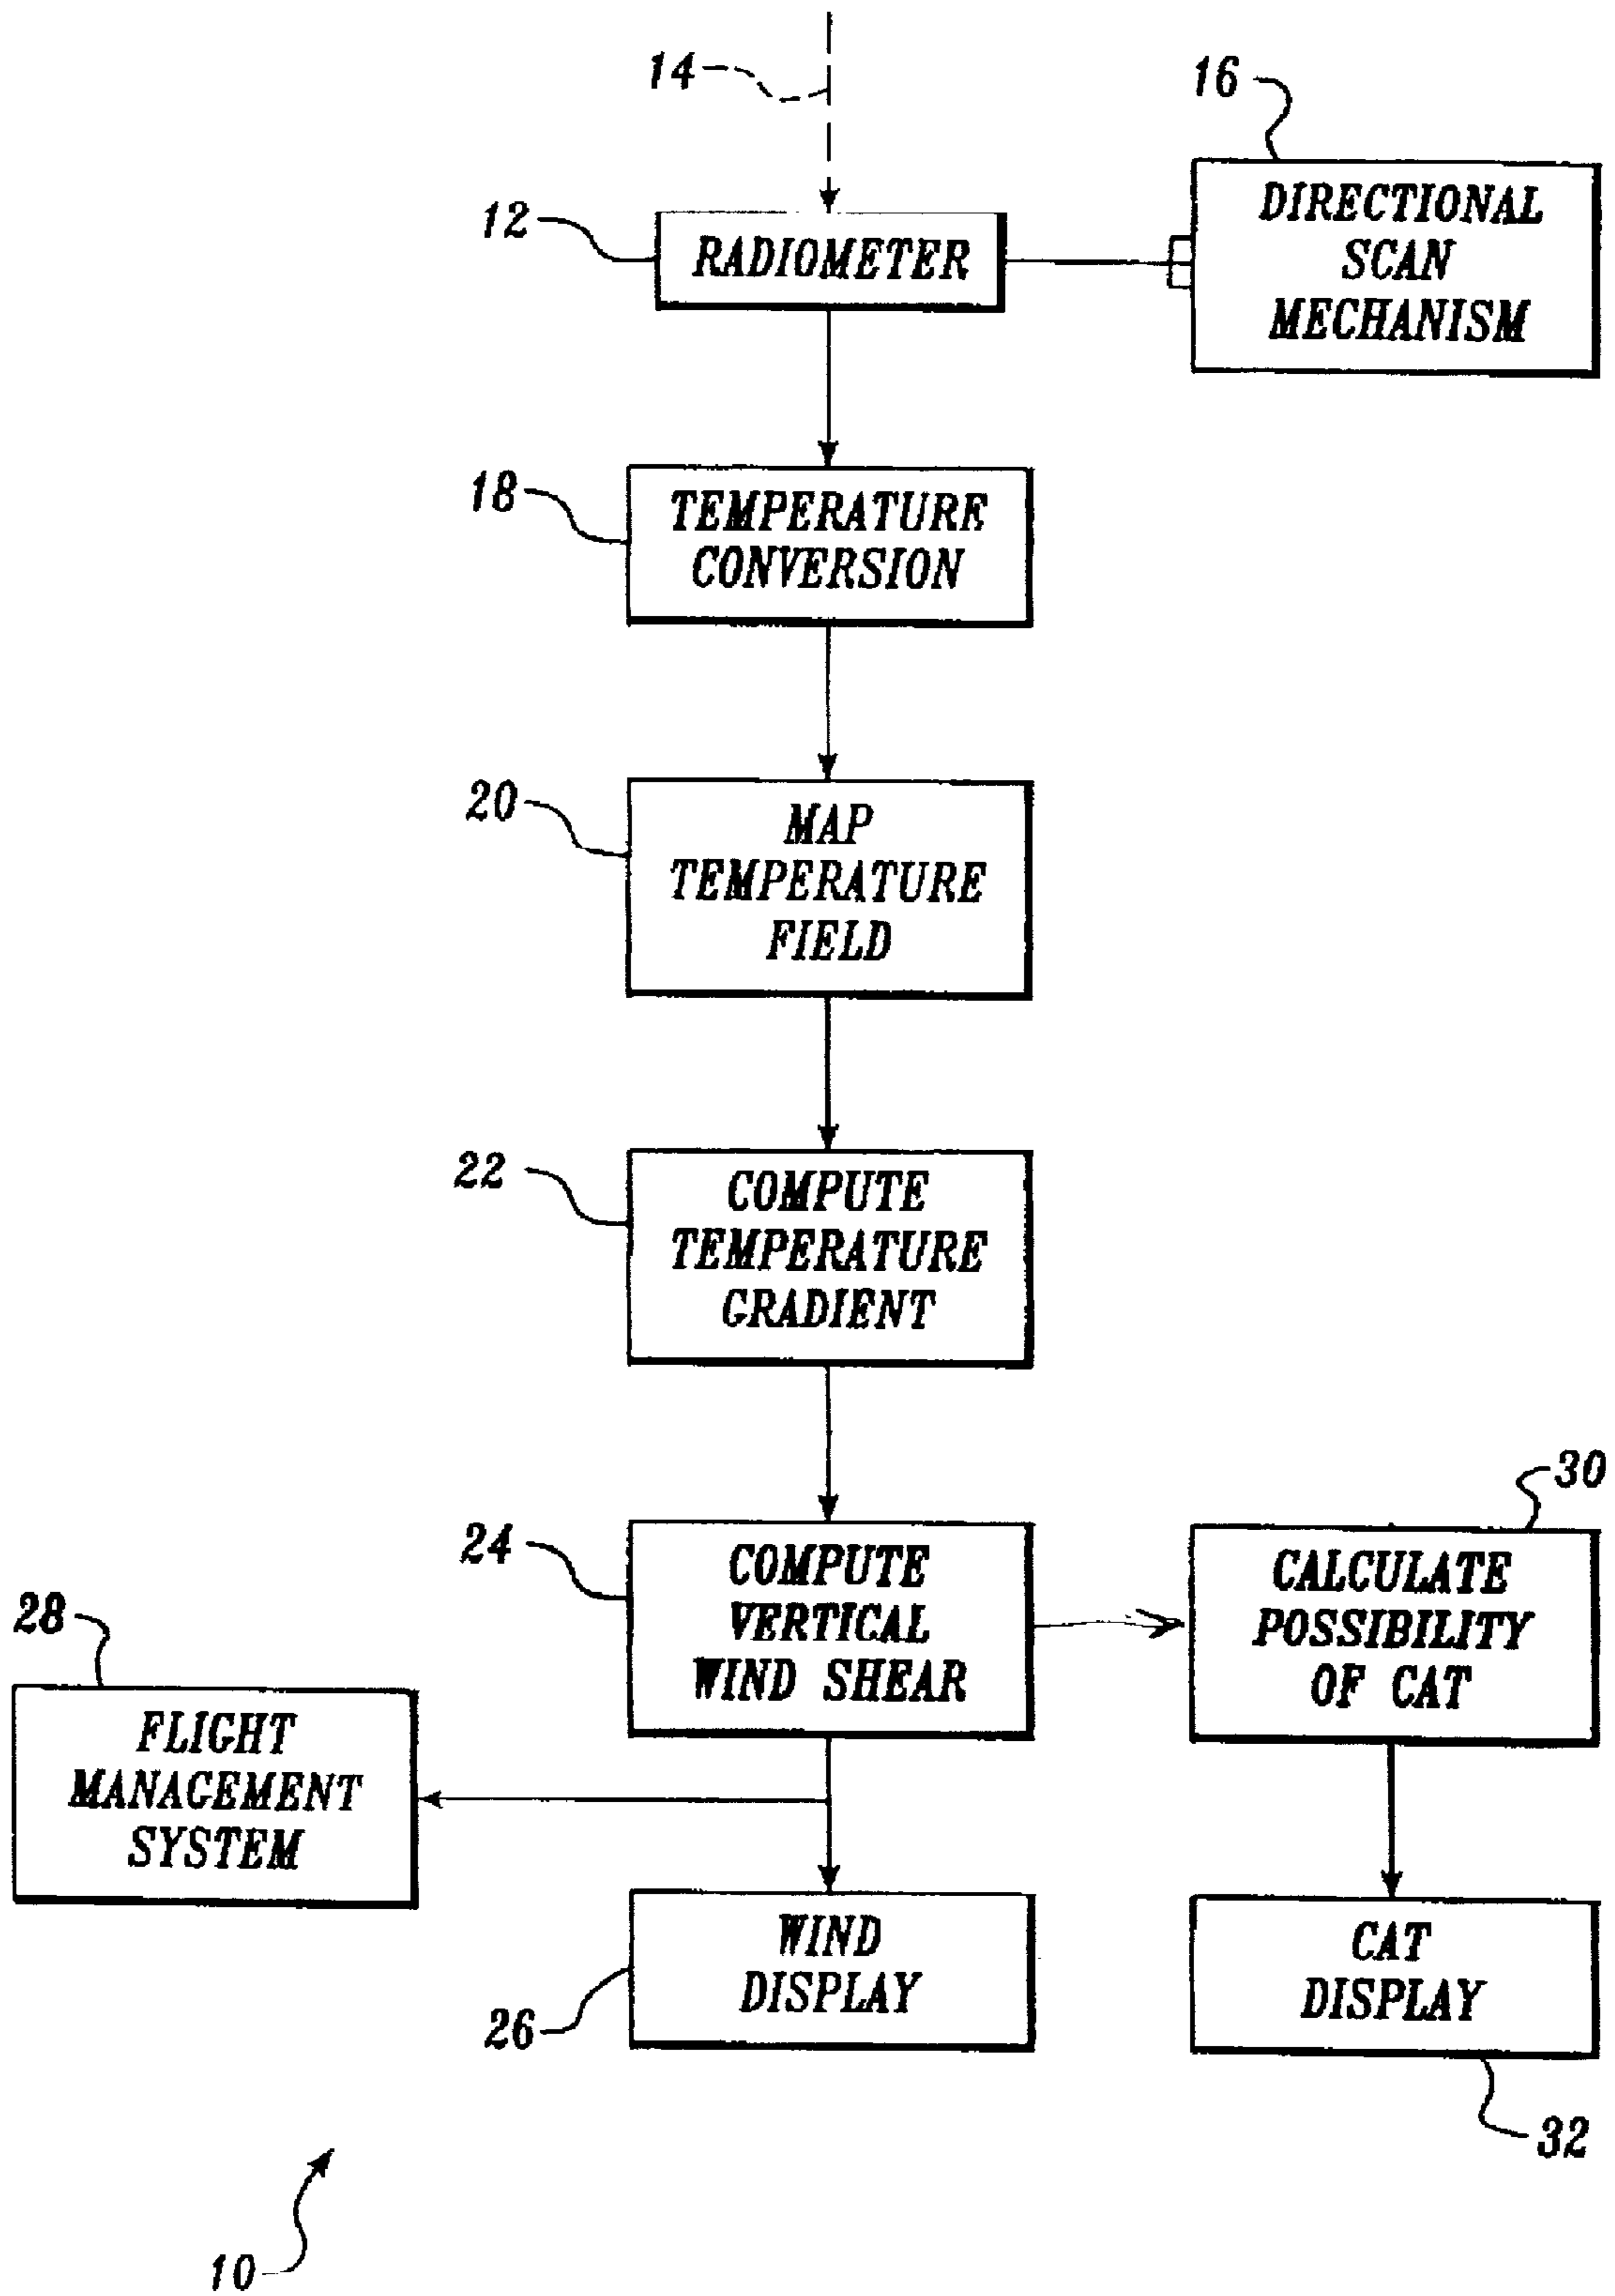 14
16
12
RADIOMETER
DIRECTIONAL
SCAN
MECHANISM
18
TEMPERATURE
CONVERSION
20
MAP
TEMPERATURE
FIELD
22
COMPUTE
TEMPERATURE
GRADIENT
24
COMPUTE
VERTICAL
WIND SHEAR
30
CALCULATE
POSSIBILITY
OF CAT
28
FLIGHT
MANAGEMENT
SYSTEM
26
WIND
DISPLAY
CAT
DISPLAY
32
10